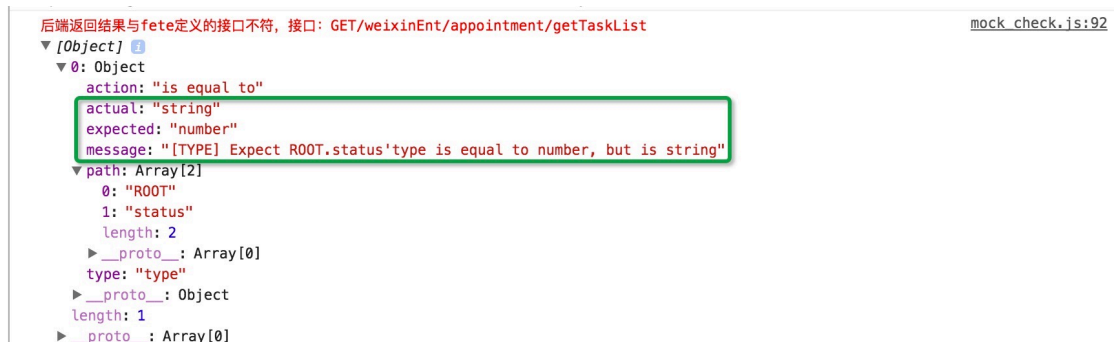 后端返回结果与fete定义的接口不符，接口：GET/weixinEnt/appointment/getTaskList
mock_check.js:92
▼ [Object] i
▼ 0: Object
action: "is equal to"
actual: "string"
expected: "number"
message: "[TYPE] Expect ROOT.status'type is equal to number, but is string"
▼ path: Array[2]
0: "ROOT"
1: "status"
length: 2
▶ __proto__: Array[0]
type: "type"
▶ __proto__: Object
length: 1
▶ __proto__: Array[0]